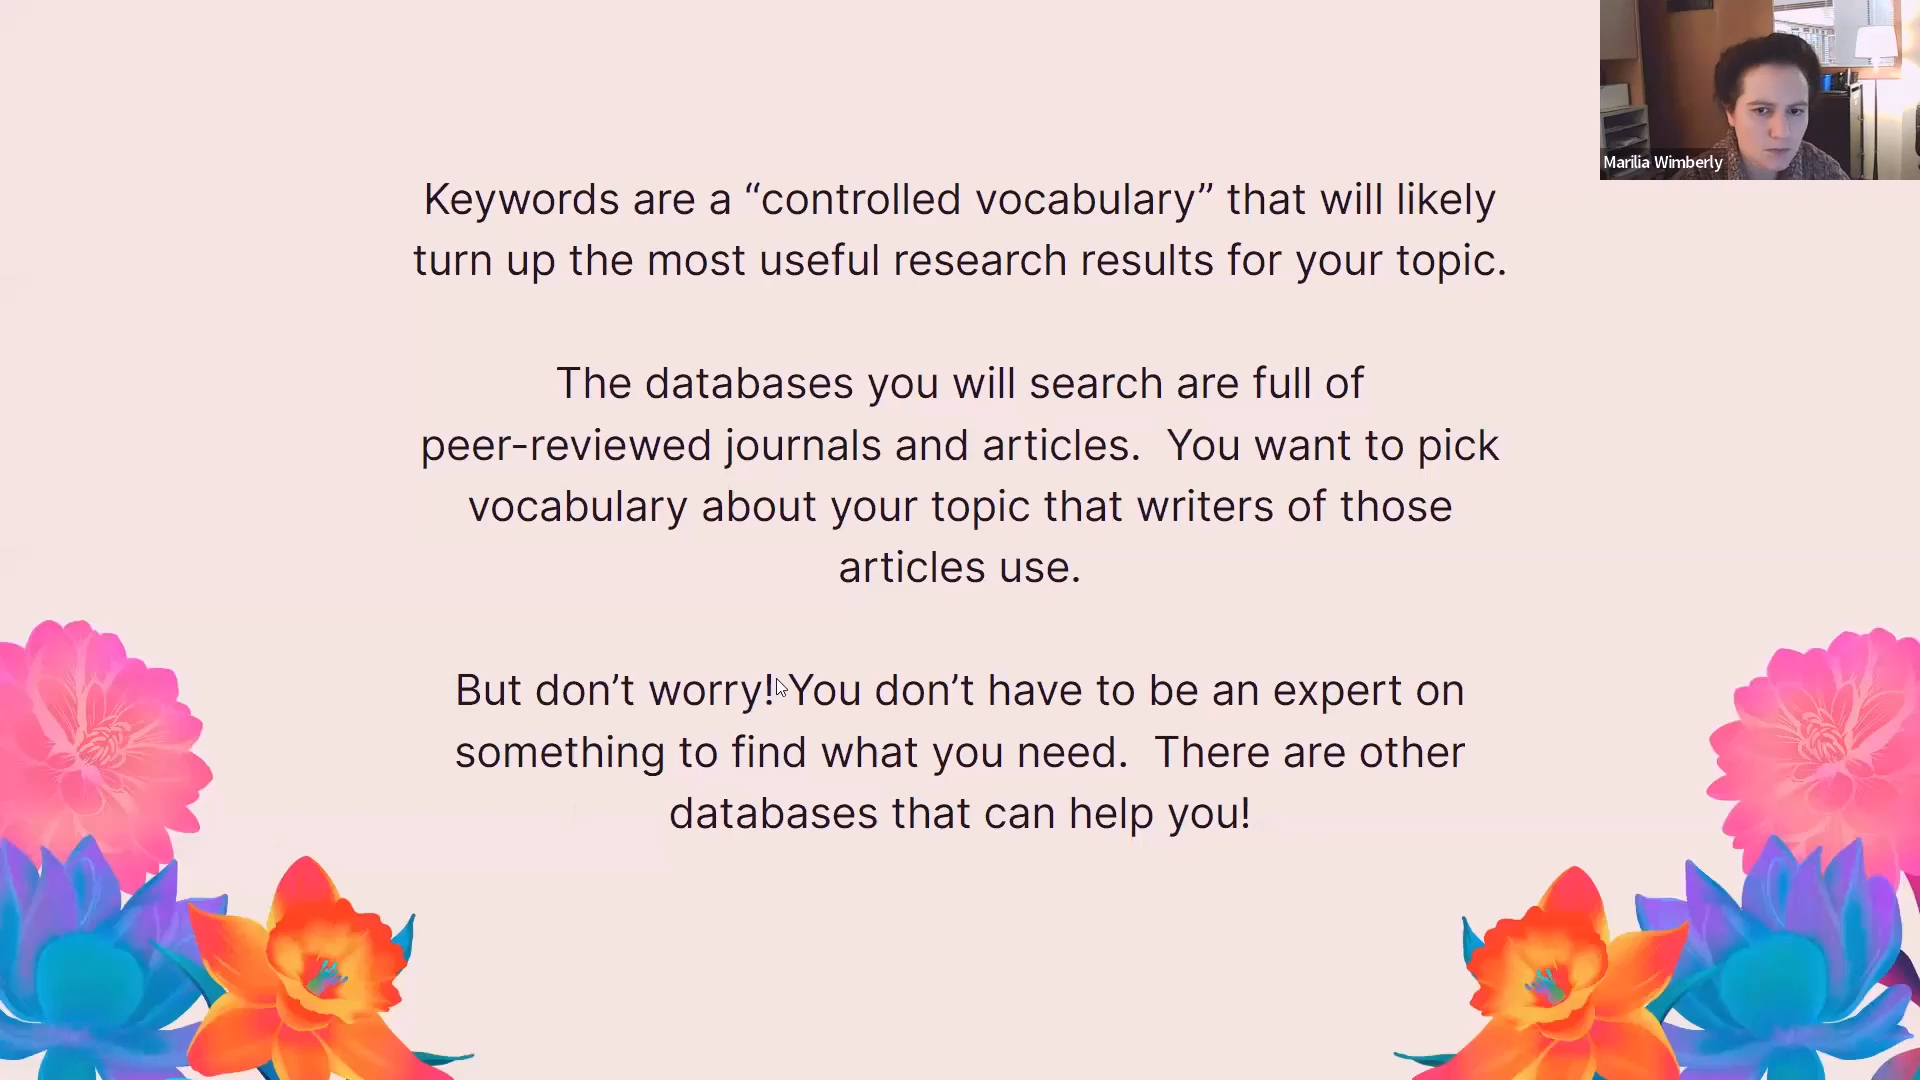 Marilia Wimberly
Keywords are a “controlled vocabulary” that will likely
turn up the most useful research results for your topic.
The databases you will search are full of
peer-reviewed journals and articles.  You want to pick
vocabulary about your topic that writers of those
articles use.
But don’t worry! You don’t have to be an expert on
something to find what you need.  There are other
databases that can help you!